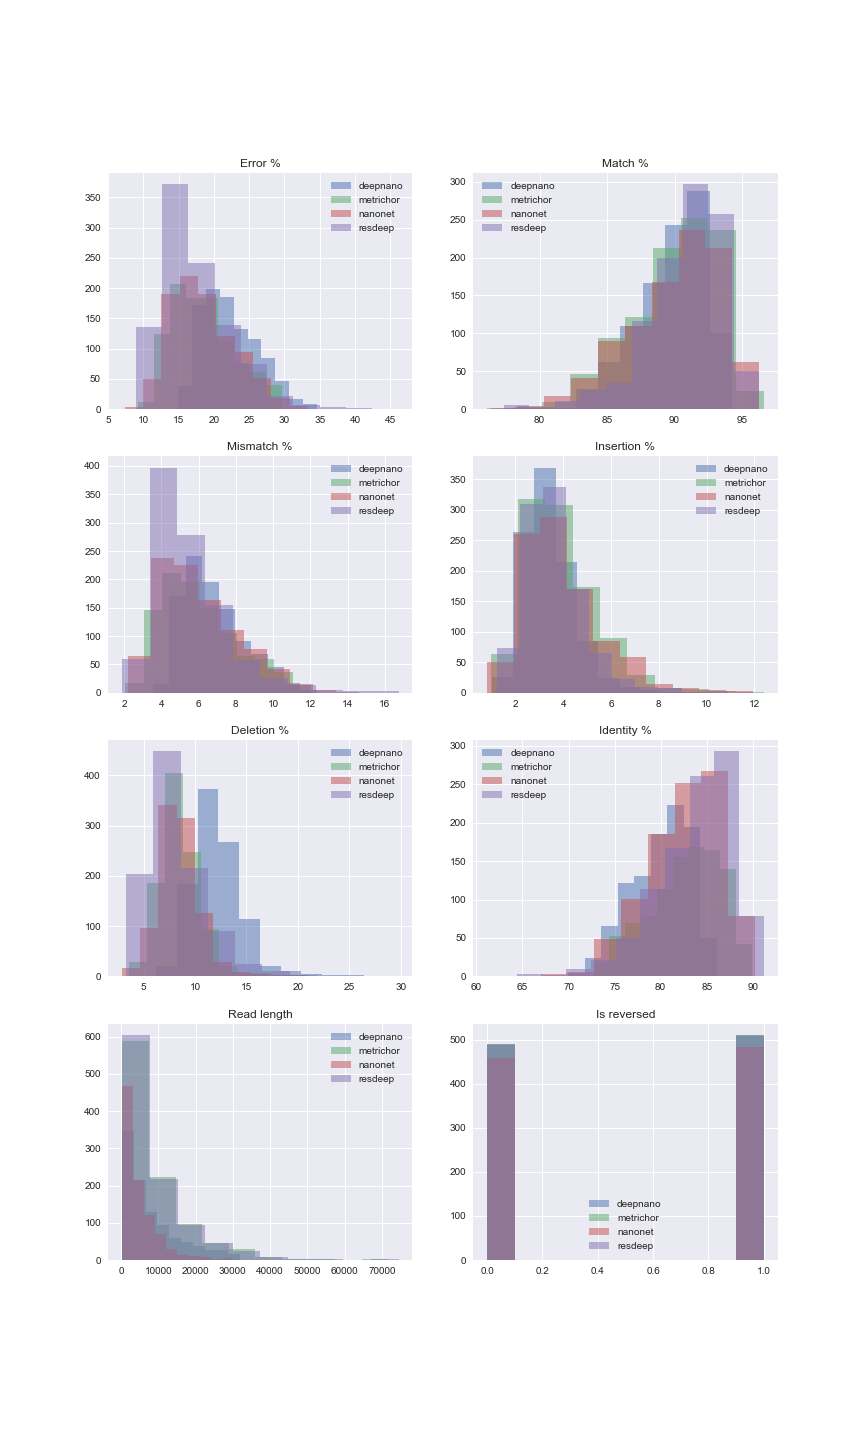 Error %
deepnano
metrichor
nanonet
resdeep
350
300
250
200
150
100
50
0
5 10 15 20 25 30 35 40 45
Match %
deepnano
metrichor
nanonet
resdeep
300
250
200
150
100
50
0
80 85 90 95
Mismatch %
deepnano
metrichor
nanonet
resdeep
400
350
300
250
200
150
100
50
0
2 4 6 8 10 12 14 16
Insertion %
deepnano
metrichor
nanonet
resdeep
350
300
250
200
150
100
50
0
2 4 6 8 10 12
Deletion %
deepnano
metrichor
nanonet
resdeep
400
300
200
100
0
5 10 15 20 25 30
Identity %
deepnano
metrichor
nanonet
resdeep
300
250
200
150
100
50
0
60 65 70 75 80 85 90
Read length
deepnano
metrichor
nanonet
resdeep
600
500
400
300
200
100
0
0 10000 20000 30000 40000 50000 60000 70000
Is reversed
500
400
300
200
100
0
deepnano
metrichor
nanonet
resdeep
0.0 0.2 0.4 0.6 0.8 1.0